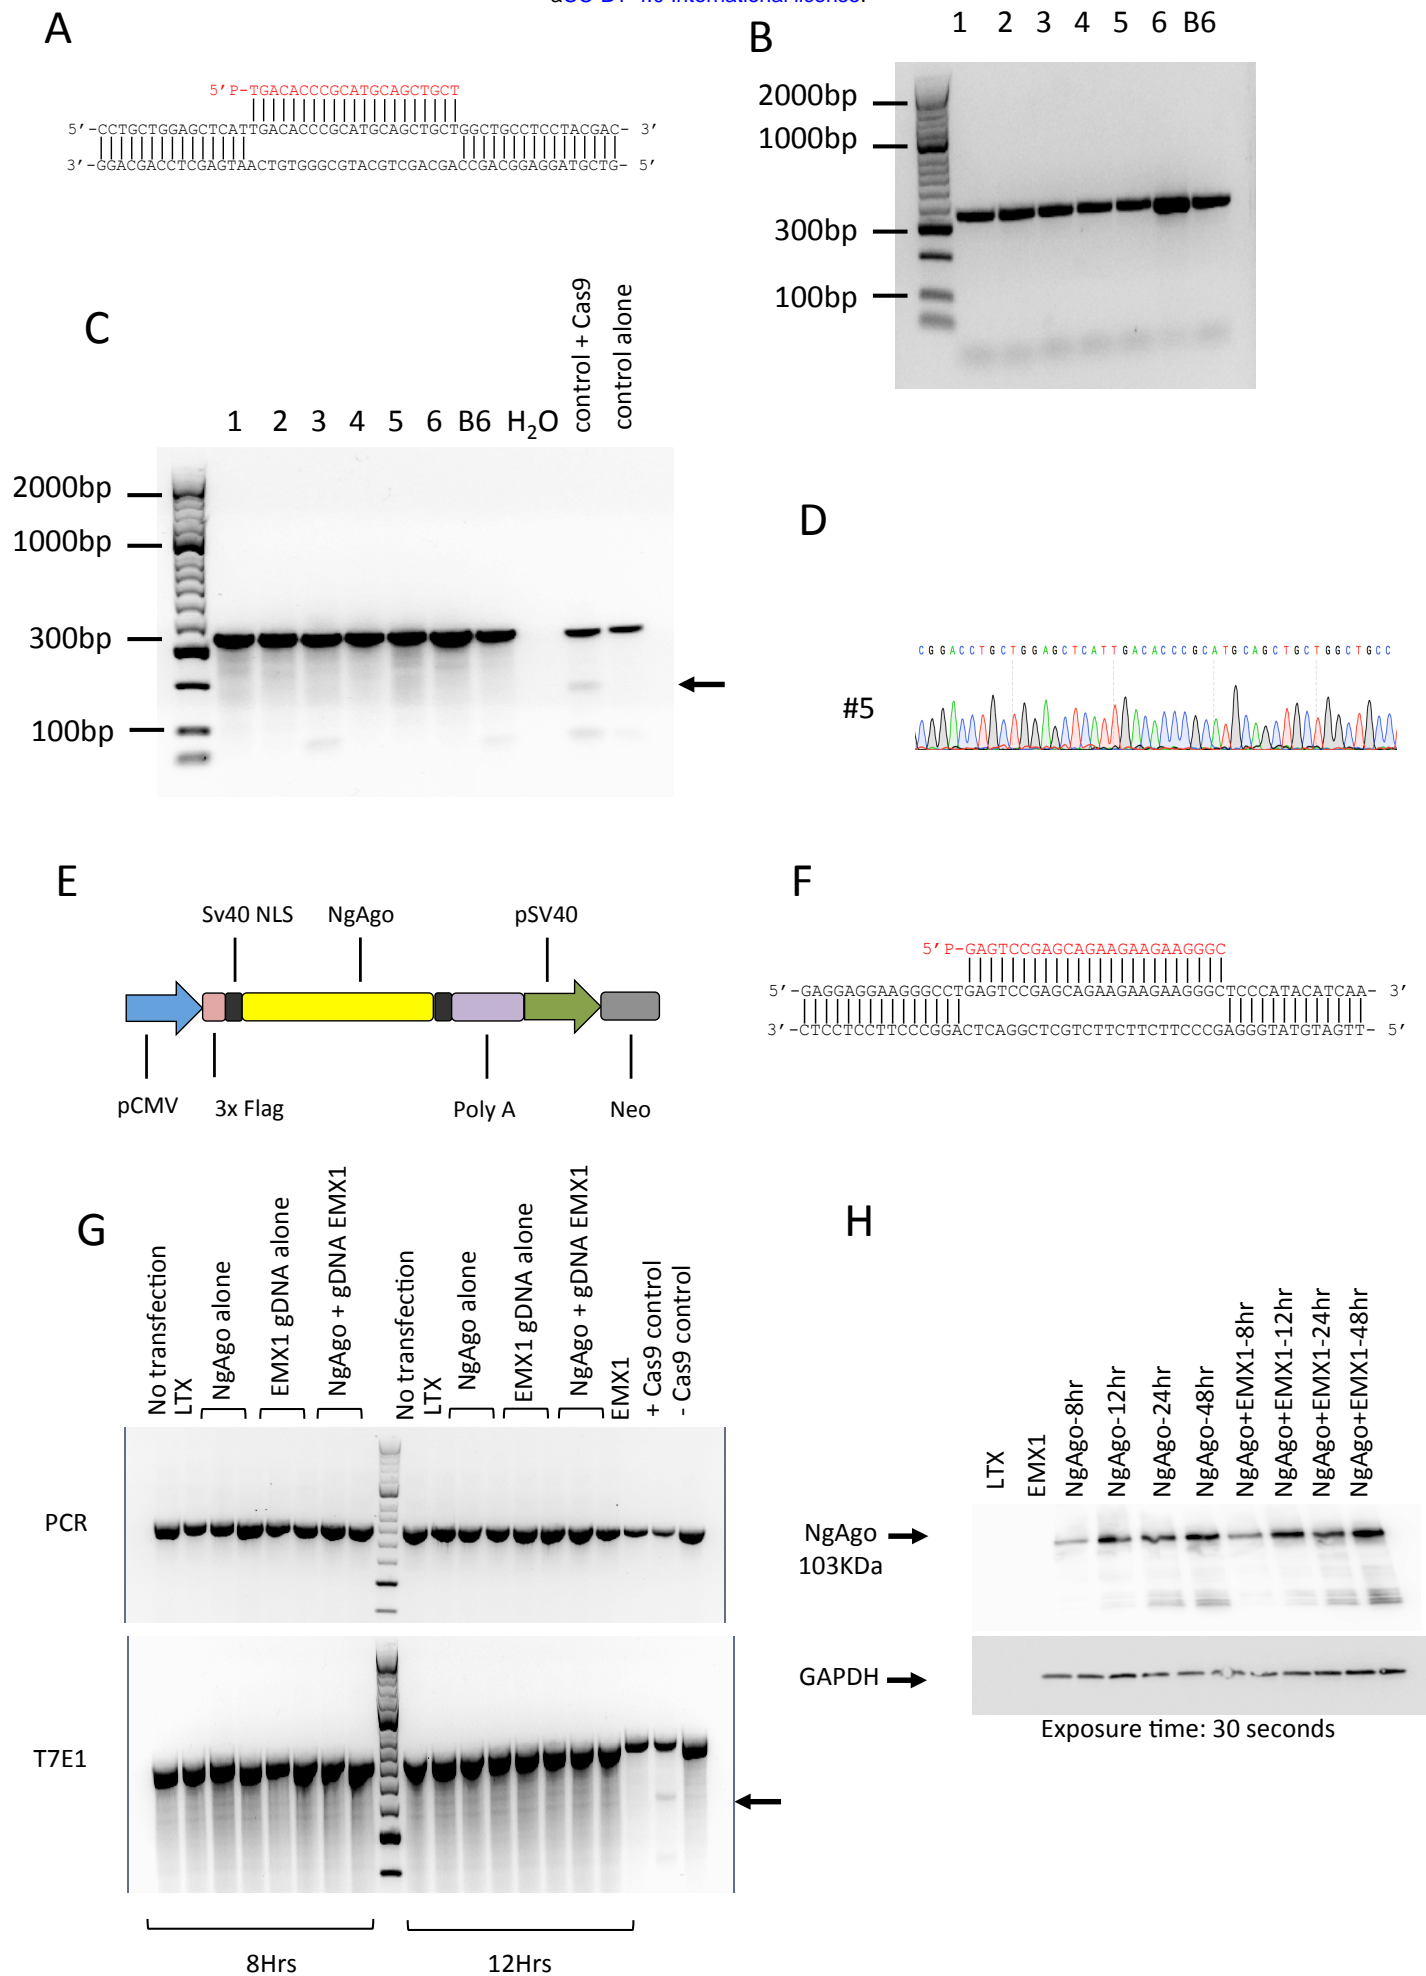 aCC-BY 4.0 International license.
A
5’ P-TGACACCCGCATGCAGCTGCT
5’-CCTGCTGGAGCTCATTGACACCCGCATGCAGCTGCTGGCTGCCTCCTACGAC- 3’
3’-GGACGACCTCGAGTAACTGTGGGCGTACGTCGACGACCGACGGAGGATGCTG- 5’
B
1 2 3 4 5 6 B6
2000bp
1000bp
300bp
100bp
C
1 2 3 4 5 6 B6 H2O control + Cas9 control alone
2000bp
1000bp
300bp
100bp
D
CGGACCTGCTGGAGCTCATTGACACCCGCATGCAGCTGCTGGCTGCC
#5
E
Sv40 NLS NgAgo pSV40
pCMV 3x Flag Poly A Neo
F
5’ P-GAGTCCGAGCAGAAGAAGAAGGGC
5’-GAGGAGGAAGGGCCTGAGTCCGAGCAGAAGAAGAAGGGCTCCCATACATCAA- 3’
3’-CTCCTCCTTCCCGGACTCAGGCTCGTCTTCTTCTTCCCGAGGGTATGTAGTT- 5’
G
No transfection
LTX
NgAgo alone
EMX1 gDNA alone
NgAgo + gDNA EMX1
No transfection
LTX
NgAgo alone
EMX1 gDNA alone
NgAgo + gDNA EMX1
EMX1
+ Cas9 control
- Cas9 control
PCR
T7E1
8Hrs
12Hrs
H
LTX
EMX1
NgAgo-8hr
NgAgo-12hr
NgAgo-24hr
NgAgo-48hr
NgAgo+EMX1-8hr
NgAgo+EMX1-12hr
NgAgo+EMX1-24hr
NgAgo+EMX1-48hr
NgAgo
103KDa
GAPDH
Exposure time: 30 seconds